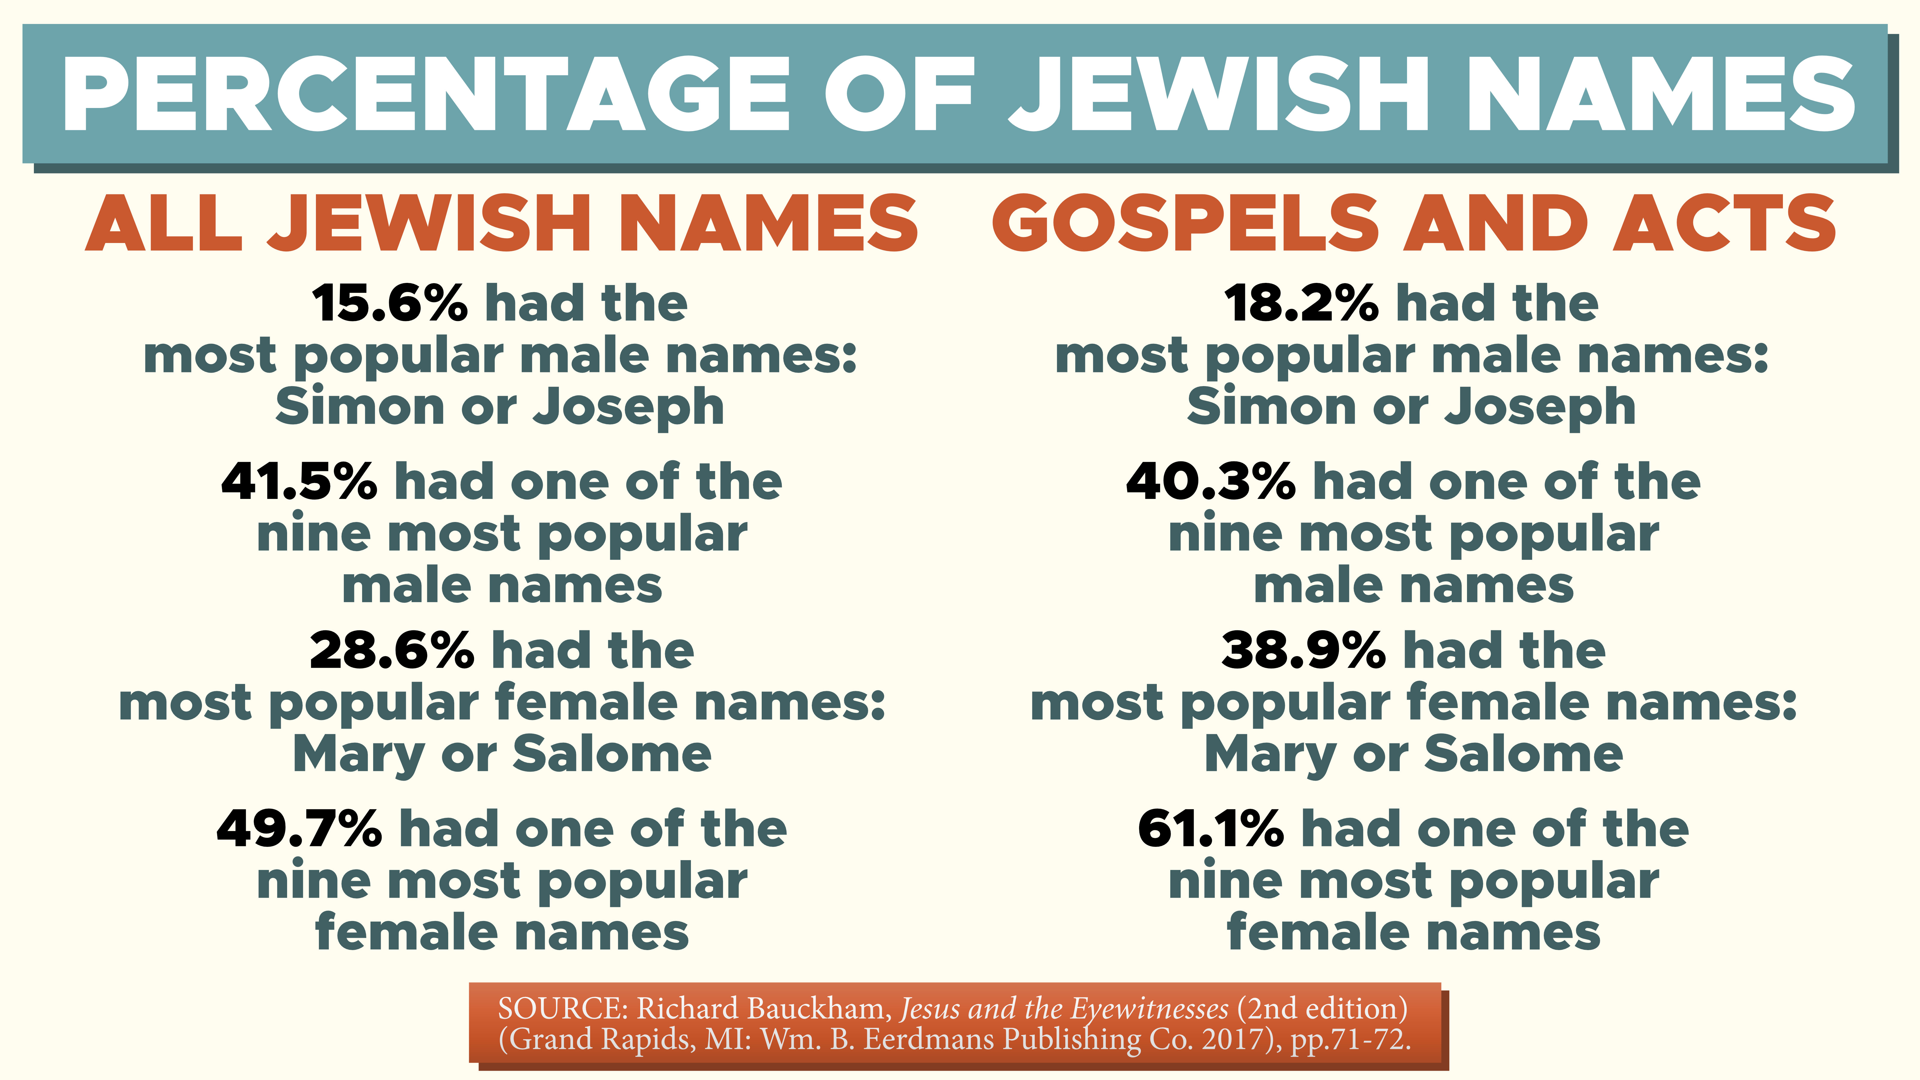 PERCENTAGE OF JEWISH NAMES
ALL JEWISH NAMES
15.6% had the
most popular male names:
Simon or Joseph
41.5% had one of the
nine most popular
male names
28.6% had the
most popular female names:
Mary or Salome
49.7% had one of the
nine most popular
female names
GOSPELS AND ACTS
18.2% had the
most popular male names:
Simon or Joseph
40.3% had one of the
nine most popular
male names
38.9% had the
most popular female names:
Mary or Salome
61.1% had one of the
nine most popular
female names
SOURCE: Richard Bauckham, Jesus and the Eyewitnesses (2nd edition)
(Grand Rapids, MI: Wm. B. Eerdmans Publishing Co. 2017), pp.71-72.